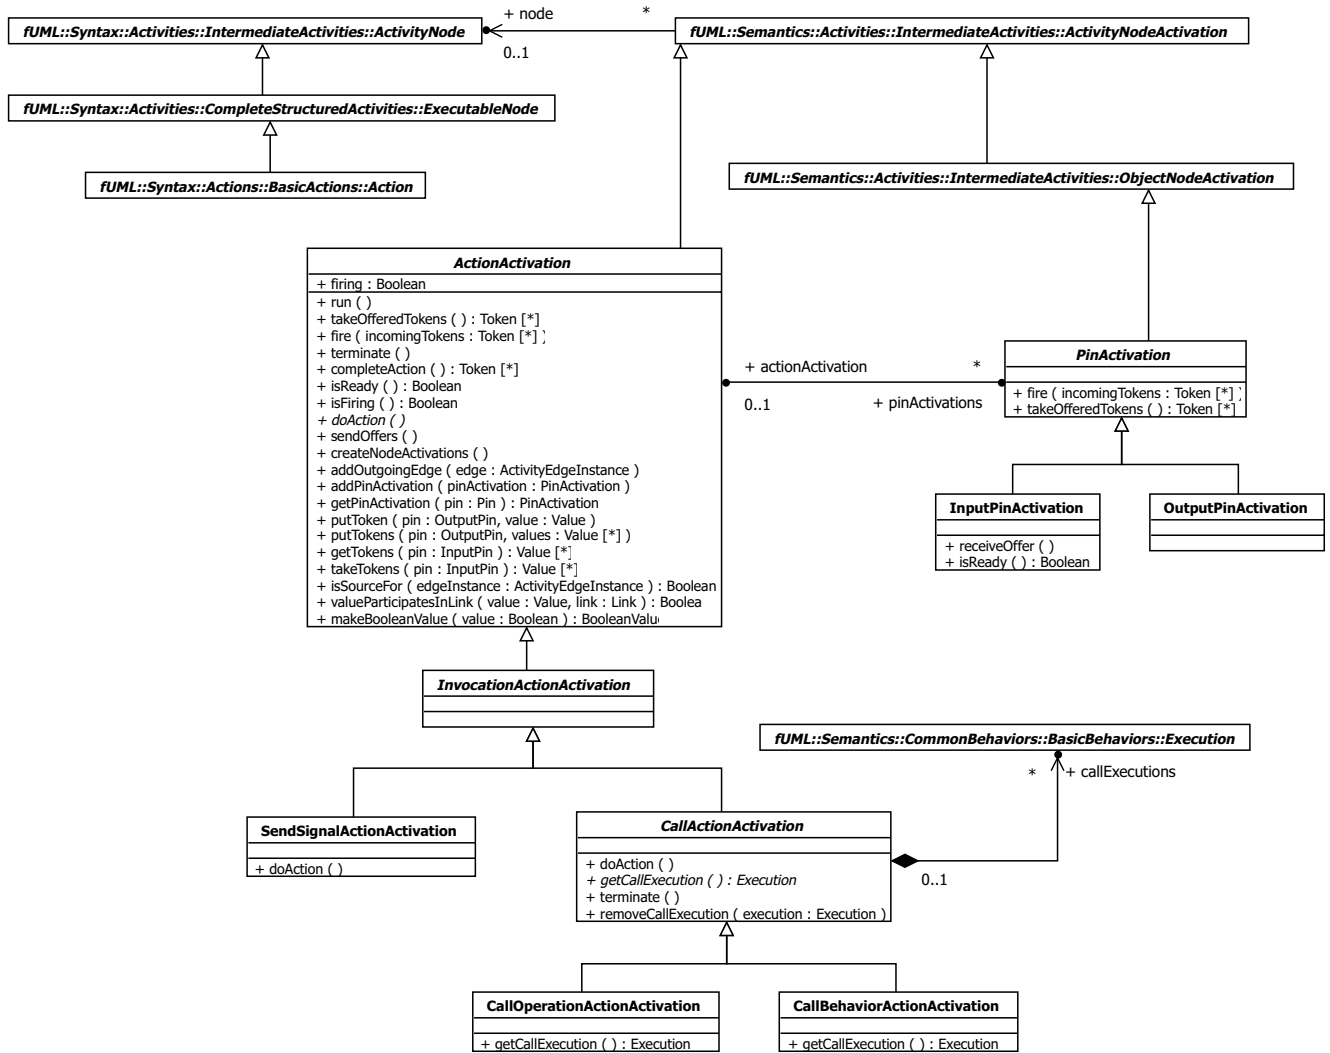 + node
*
fUML::Syntax::Activities::IntermediateActivities::ActivityNode
fUML::Semantics::Activities::IntermediateActivities::ActivityNodeActivation
0..1
fUML::Syntax::Activities::CompleteStructuredActivities::ExecutableNode
fUML::Syntax::Actions::BasicActions::Action
fUML::Semantics::Activities::IntermediateActivities::ObjectNodeActivation
ActionActivation
+ firing : Boolean
+ run ( )
+ takeOfferedTokens ( ) : Token [*]
+ fire ( incomingTokens : Token [*] )
+ terminate ( )
+ completeAction ( ) : Token [*]
+ isReady ( ) : Boolean
+ isFiring ( ) : Boolean
+ doAction ( )
+ sendOffers ( )
+ createNodeActivations ( )
+ addOutgoingEdge ( edge : ActivityEdgeInstance )
+ addPinActivation ( pinActivation : PinActivation )
+ getPinActivation ( pin : Pin ) : PinActivation
+ putToken ( pin : OutputPin, value : Value )
+ putTokens ( pin : OutputPin, values : Value [*] )
+ getTokens ( pin : InputPin ) : Value [*]
+ takeTokens ( pin : InputPin ) : Value [*]
+ isSourceFor ( edgeInstance : ActivityEdgeInstance ) : Boolean
+ valueParticipatesInLink ( value : Value, link : Link ) : Boolea
+ makeBooleanValue ( value : Boolean ) : BooleanValu
+ actionActivation
*
0..1
+ pinActivations
PinActivation
+ fire ( incomingTokens : Token [*] )
+ takeOfferedTokens ( ) : Token [*]
InputPinActivation
+ receiveOffer ( )
+ isReady ( ) : Boolean
OutputPinActivation
InvocationActionActivation
fUML::Semantics::CommonBehaviors::BasicBehaviors::Execution
*
+ callExecutions
SendSignalActionActivation
+ doAction ( )
CallActionActivation
+ doAction ( )
+ getCallExecution ( ) : Execution
+ terminate ( )
+ removeCallExecution ( execution : Execution )
0..1
CallOperationActionActivation
+ getCallExecution ( ) : Execution
CallBehaviorActionActivation
+ getCallExecution ( ) : Execution